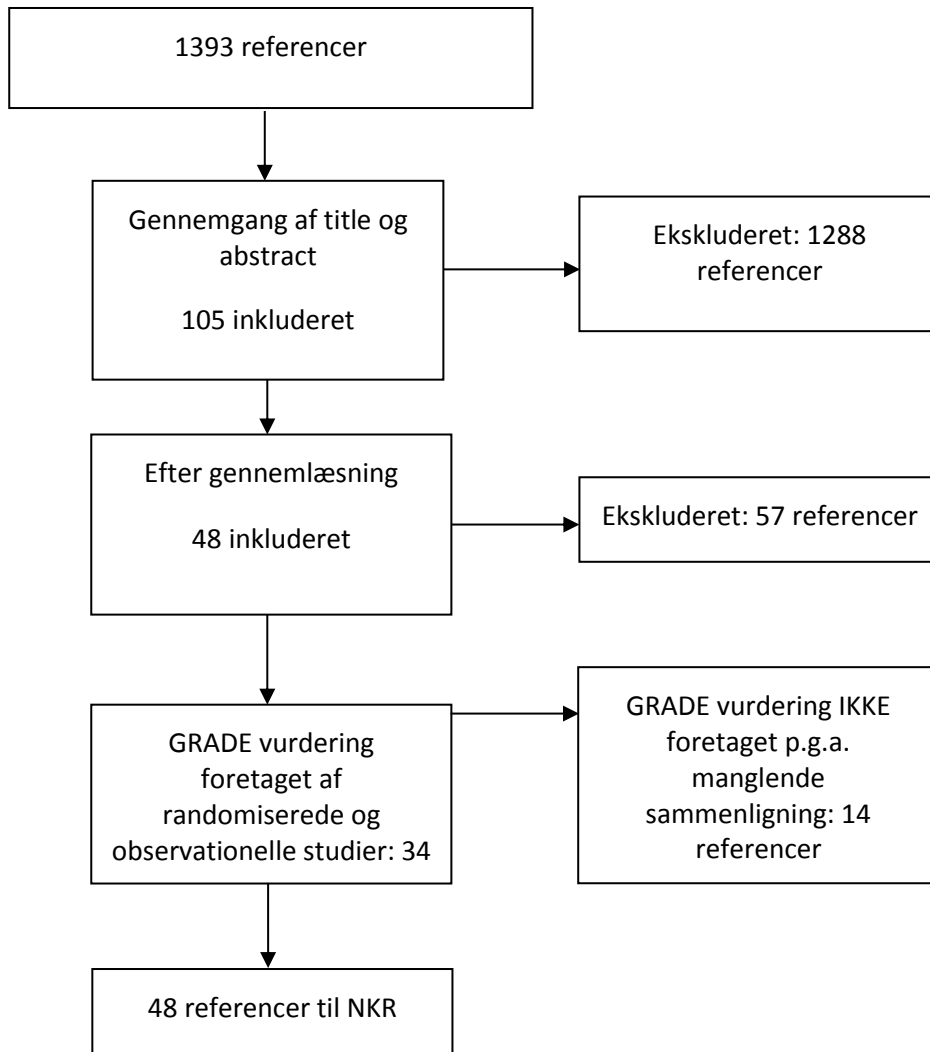 1393 referencer
Gennemgang af title og
abstract
105 inkluderet
Ekskluderet: 1288
referencer
Efter gennemlæsning
48 inkluderet
Ekskluderet: 57 referencer
GRADE vurdering
foretaget af
randomiserede og
observationelle studier: 34
GRADE vurdering IKKE
foretaget p.g.a.
manglende
sammenligning: 14
referencer
48 referencer til NKR